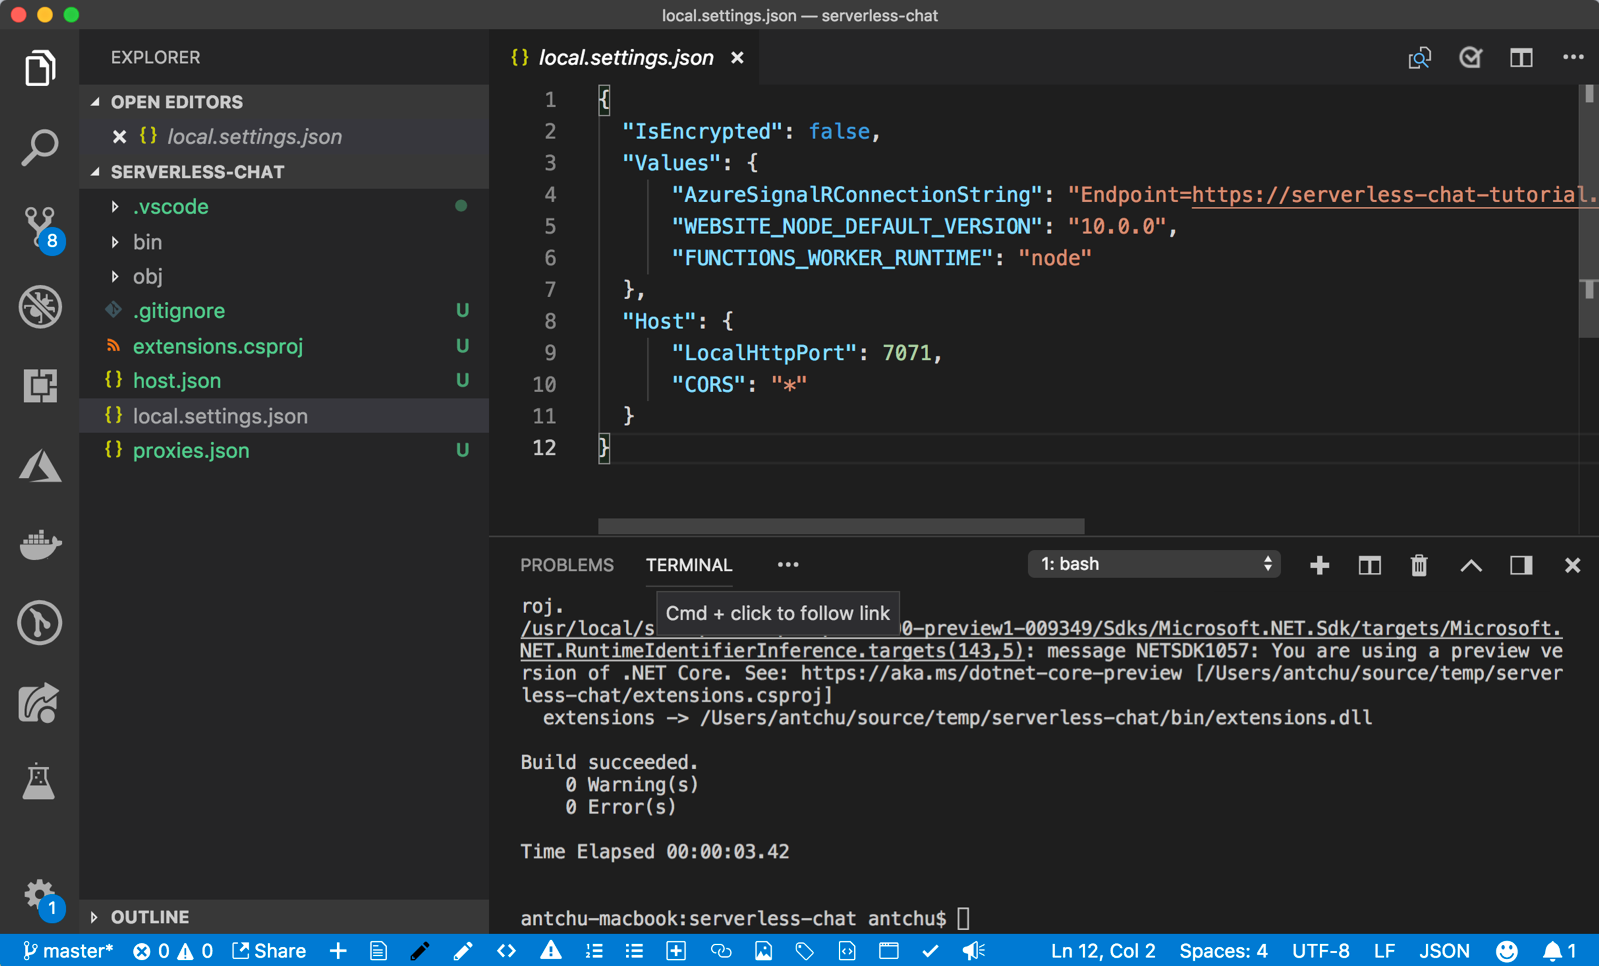 local.settings.json — serverless-chat
EXPLORER
OPEN EDITORS
{} local.settings.json
SERVERLESS-CHAT
.vscode
bin
obj
.gitignore U
extensions.csproj U
{} host.json U
{} local.settings.json
{} proxies.json U
OUTLINE
8
1
{} local.settings.json
1 {
2 "IsEncrypted": false,
3 "Values": {
4 "AzureSignalRConnectionString": "Endpoint=https://serverless-chat-tutorial.
5 "WEBSITE_NODE_DEFAULT_VERSION": "10.0.0",
6 "FUNCTIONS_WORKER_RUNTIME": "node"
7 },
8 "Host": {
9 "LocalHttpPort": 7071,
10 "CORS": "*"
11 }
12 }
PROBLEMS TERMINAL ••• 1: bash
roj.
Cmd + click to follow link
/usr/local/s 0-preview1-009349/Sdks/Microsoft.NET.Sdk/targets/Microsoft.
NET.RuntimeIdentifierInference.targets(143,5): message NETSDK1057: You are using a preview ve
rsion of .NET Core. See: https://aka.ms/dotnet-core-preview [/Users/antchu/source/temp/server
less-chat/extensions.csproj]
extensions -> /Users/antchu/source/temp/serverless-chat/bin/extensions.dll
Build succeeded.
0 Warning(s)
0 Error(s)
Time Elapsed 00:00:03.42
antchu-macbook:serverless-chat antchu$
master* 0 0 Share Ln 12, Col 2 Spaces: 4 UTF-8 LF JSON 1